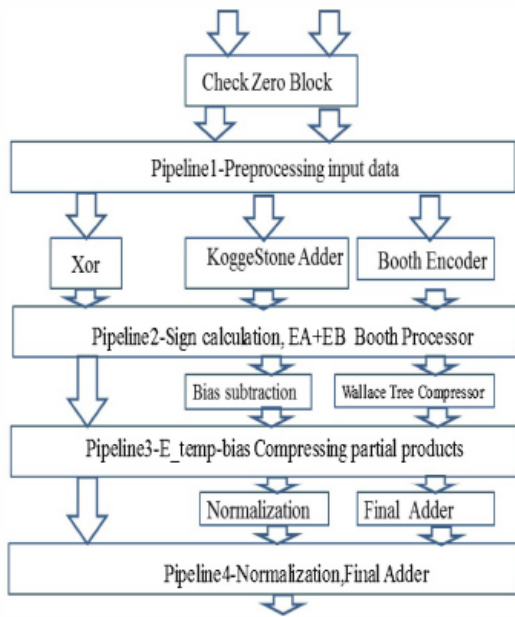 Check Zero Block
Pipeline1-Preprocessing input data
Xor
KoggeStone Adder
Booth Encoder
Pipeline2-Sign calculation, EA+EB Booth Processor
Bias subtraction
Wallace Tree Compressor
Pipeline3-E_temp-bias Compressing partial products
Normalization
Final Adder
Pipeline4-Normalization,Final Adder